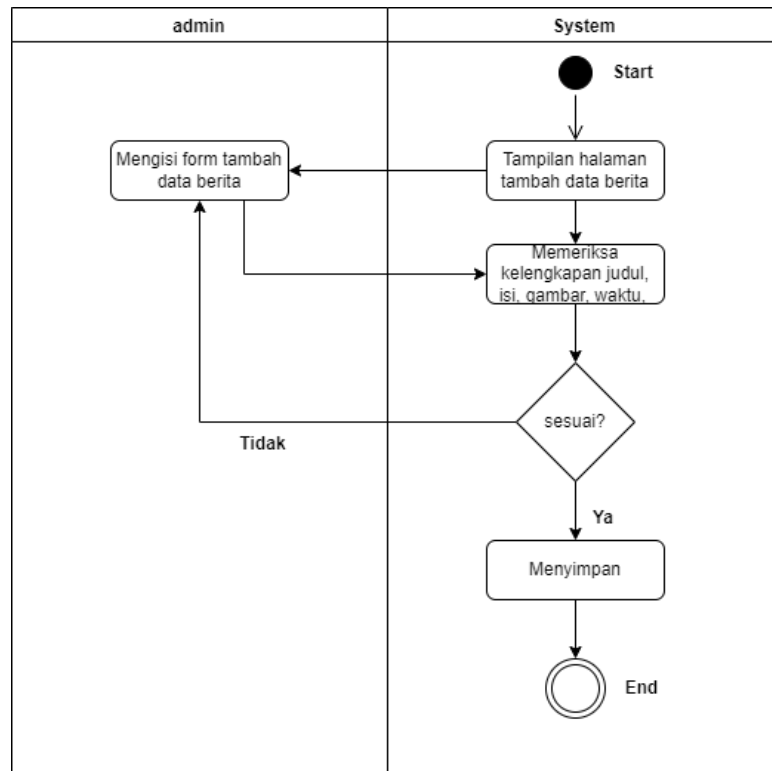 admin
System
Start
Mengisi form tambah
data berita
Tampilan halaman
tambah data berita
Memeriksa
kelengkapan judul,
isi, gambar, waktu,
sesuai?
Tidak
Ya
Menyimpan
End